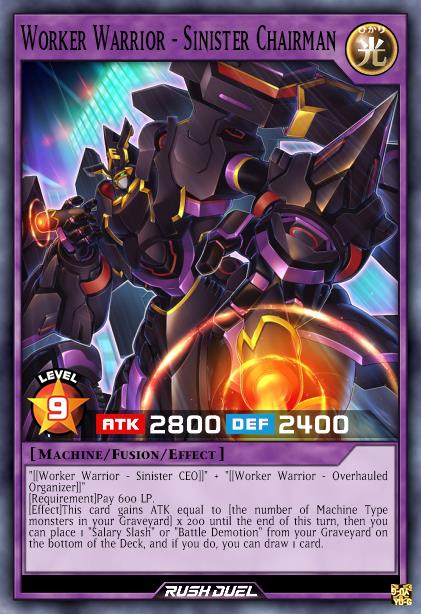 WORKER WARRIOR - SINISTER CHAIRMAN
ひかり
光
LEVEL
9
ATK 2800 DEF 2400
[MACHINE/FUSION/EFFECT]
"[[Worker Warrior - Sinister CEO]]" + "[[Worker Warrior - Overhauled
Organizer]]"
[Requirement]Pay 600 LP.
[Effect]This card gains ATK equal to [the number of Machine Type
monsters in your Graveyard] x 200 until the end of this turn, then you
can place 1 "Salary Slash" or "Battle Demotion" from your Graveyard on
the bottom of the Deck, and if you do, you can draw 1 card.
RUSH DUEL